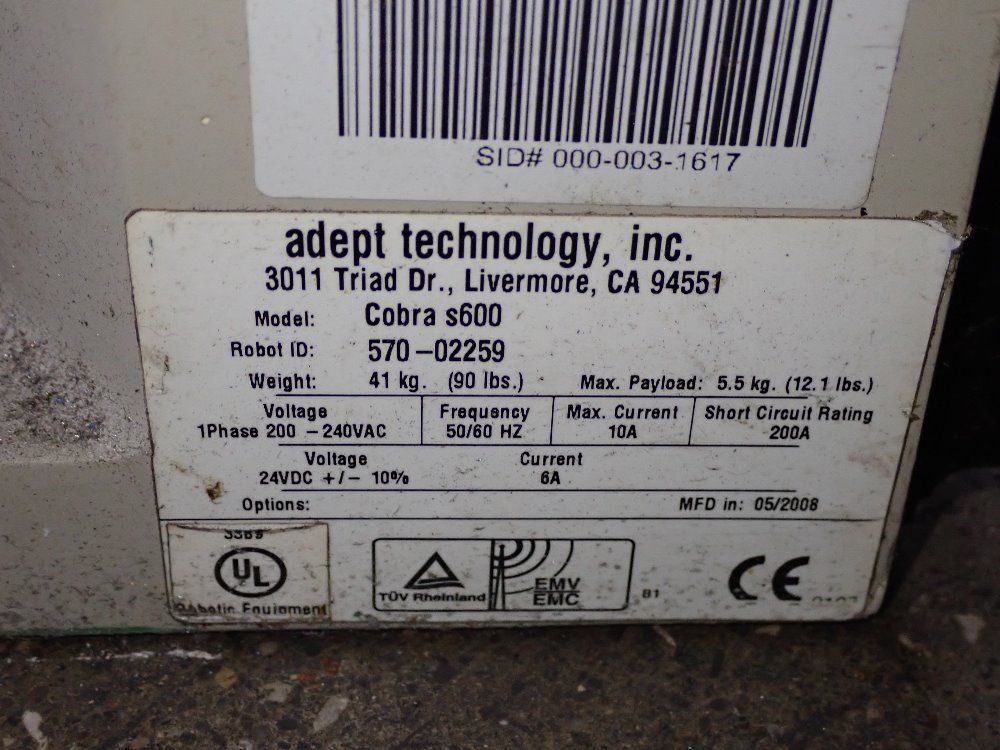 SID# 000-003-1617
adept technology, inc.
3011 Triad Dr., Livermore, CA 94551
Model: Cobra s600
Robot ID: 570-02259
Weight: 41 kg. (90 lbs.) Max. Payload: 5.5 kg. (12.1 lbs.)
Voltage Frequency Max. Current Short Circuit Rating
1Phase 200 -240VAC 50/60 HZ 10A 200A
Voltage Current
24VDC +/- 10% 6A
Options: MFD in: 05/2008
UL
Robotic Equipment
TÜV Rheinland
EMV
EMC
B1
CE